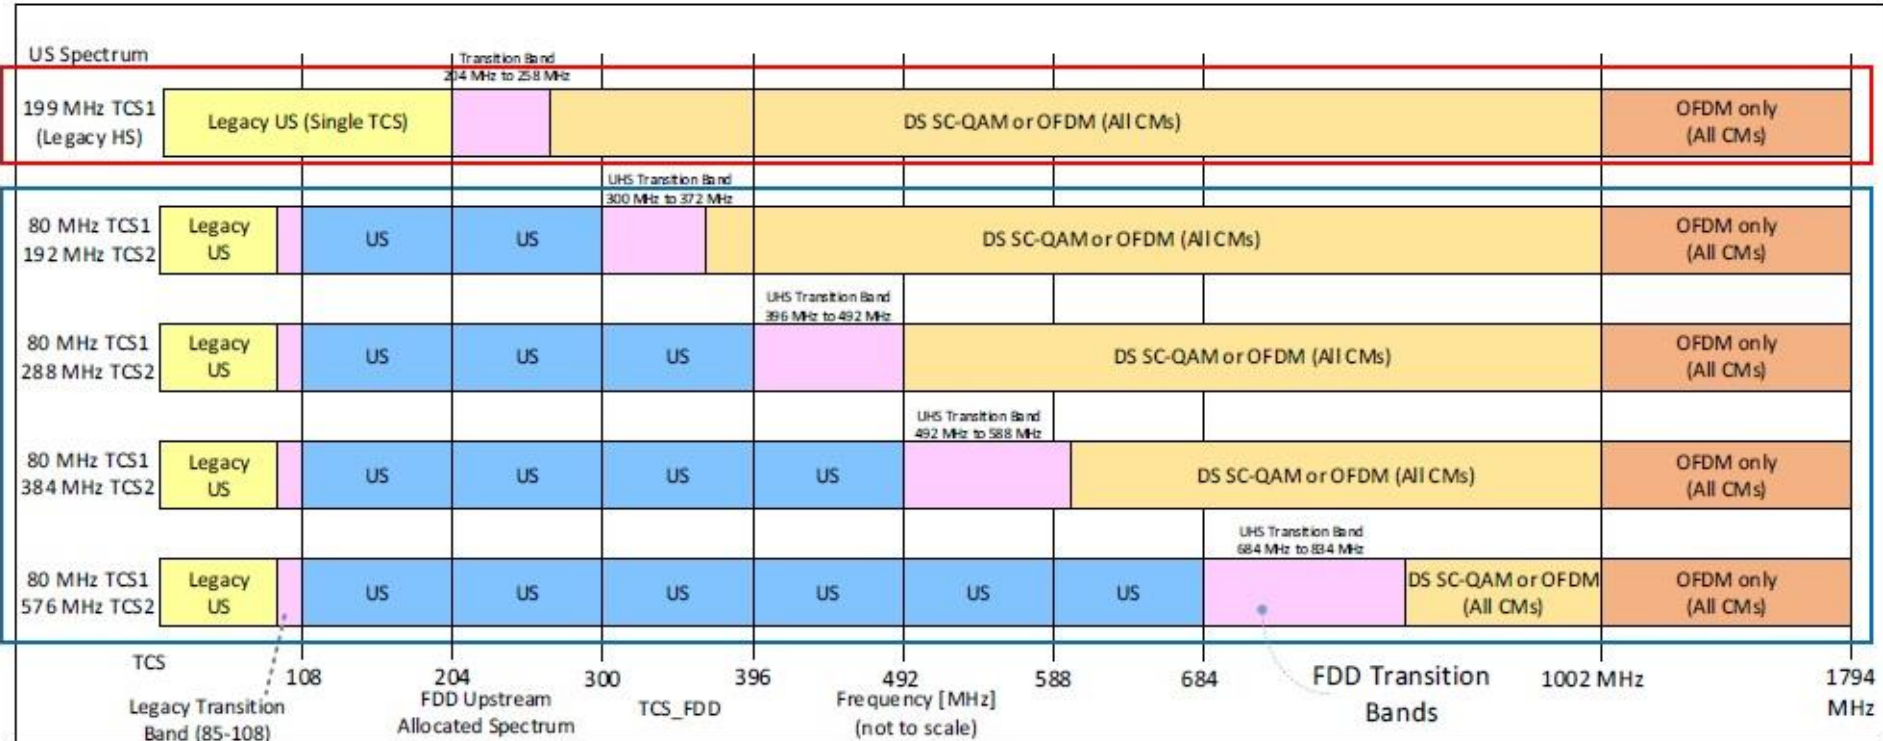 US Spectrum
Transition Band
204 MHz to 258 MHz
199 MHz TCS1
(Legacy HS)
Legacy US (Single TCS)
DS SC-QAM or OFDM (All CMs)
OFDM only
(All CMs)
UHS Transition Band
300 MHz to 372 MHz
80 MHz TCS1
192 MHz TCS2
Legacy
US
US
US
DS SC-QAM or OFDM (All CMs)
OFDM only
(All CMs)
UHS Transition Band
396 MHz to 492 MHz
80 MHz TCS1
288 MHz TCS2
Legacy
US
US
US
US
DS SC-QAM or OFDM (All CMs)
OFDM only
(All CMs)
UHS Transition Band
492 MHz to 588 MHz
80 MHz TCS1
384 MHz TCS2
Legacy
US
US
US
US
US
DS SC-QAM or OFDM (All CMs)
OFDM only
(All CMs)
UHS Transition Band
684 MHz to 834 MHz
80 MHz TCS1
576 MHz TCS2
Legacy
US
US
US
US
US
US
US
DS SC-QAM or OFDM
(All CMs)
OFDM only
(All CMs)
TCS
108
204
300
396
492
588
684
1002 MHz
1794
MHz
Legacy Transition
Band (85-108)
FDD Upstream
Allocated Spectrum
TCS_FDD
Frequency [MHz]
(not to scale)
FDD Transition
Bands